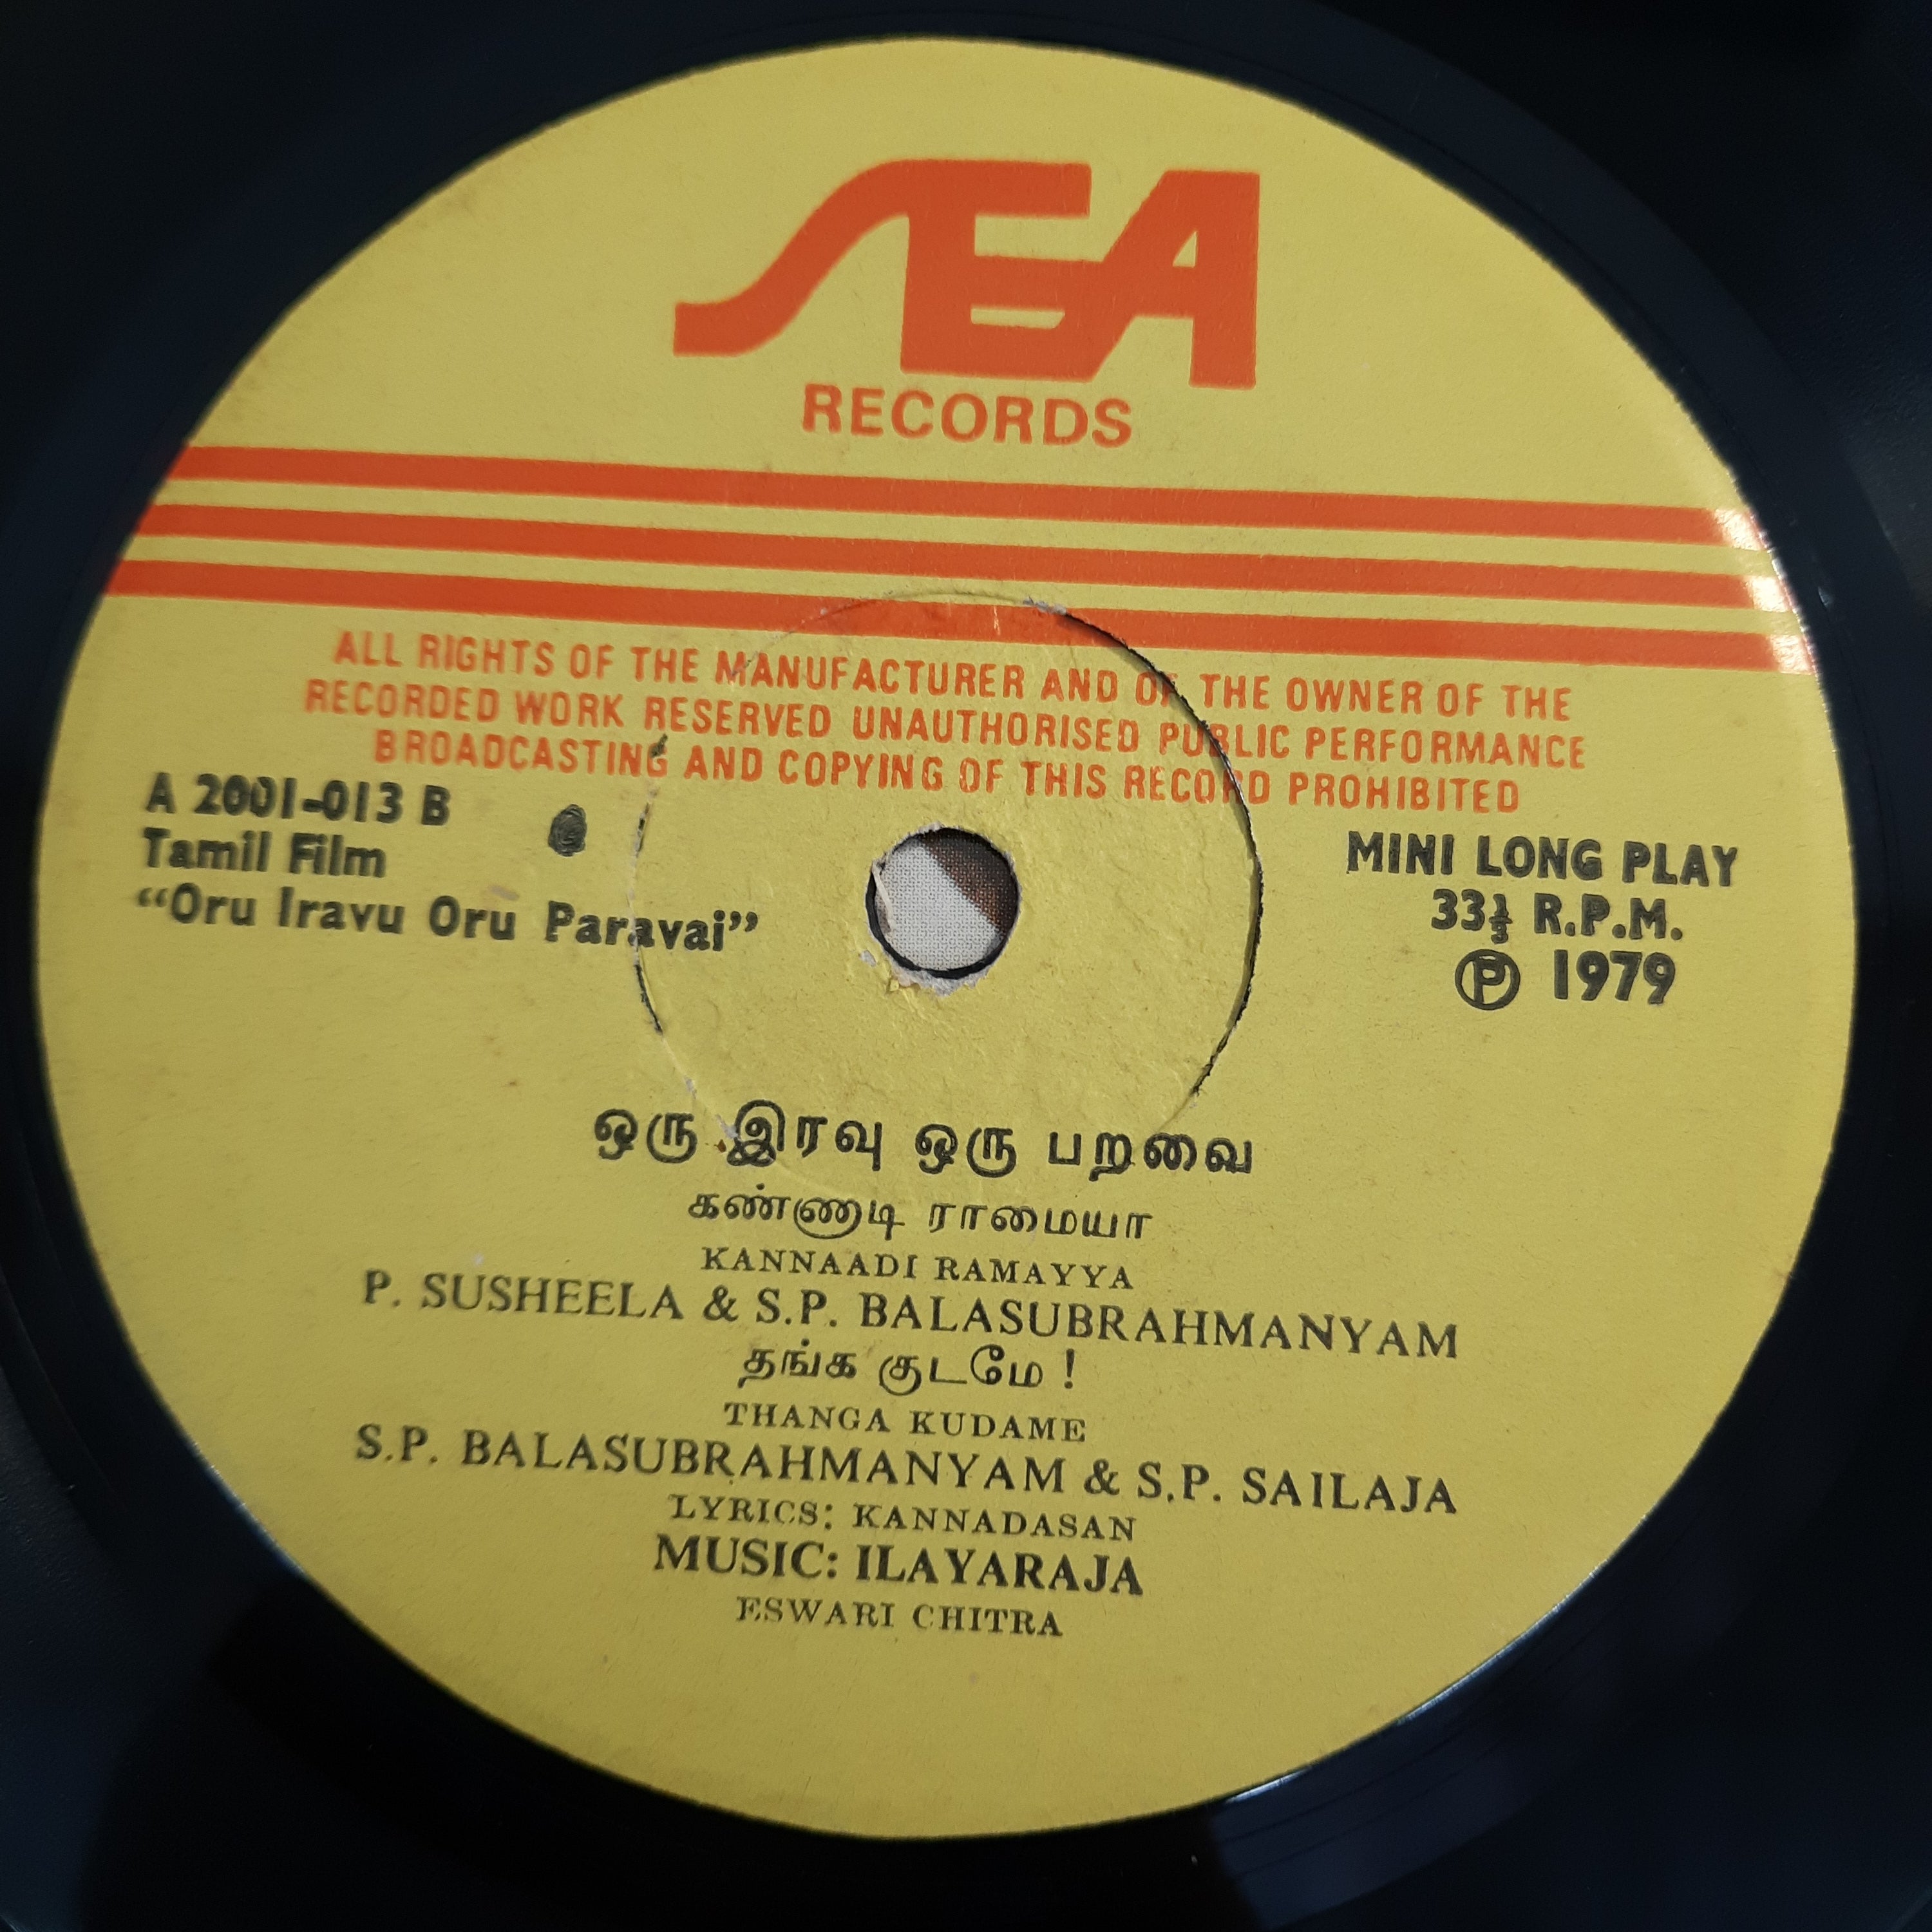 SEA
RECORDS
ALL RIGHTS OF THE MANUFACTURER AND OF THE OWNER OF THE
RECORDED WORK RESERVED UNAUTHORISED PUBLIC PERFORMANCE
BROADCASTING AND COPYING OF THIS RECORD PROHIBITED
A 2001-013 B
Tamil Film
“Oru Iravu Oru Paravai”
MINI LONG PLAY
33⅓ R.P.M.
Ⓟ 1979
ஒரு இரவு ஒரு பறவை
கண்ணாடி ராமையா
KANNAADI RAMAYYA
P. SUSHEELA & S.P. BALASUBRAHMANYAM
தங்க குடமே !
THANGA KUDAME
S.P. BALASUBRAHMANYAM & S.P. SAILAJA
LYRICS: KANNADASAN
MUSIC: ILAYARAJA
ESWARI CHITRA